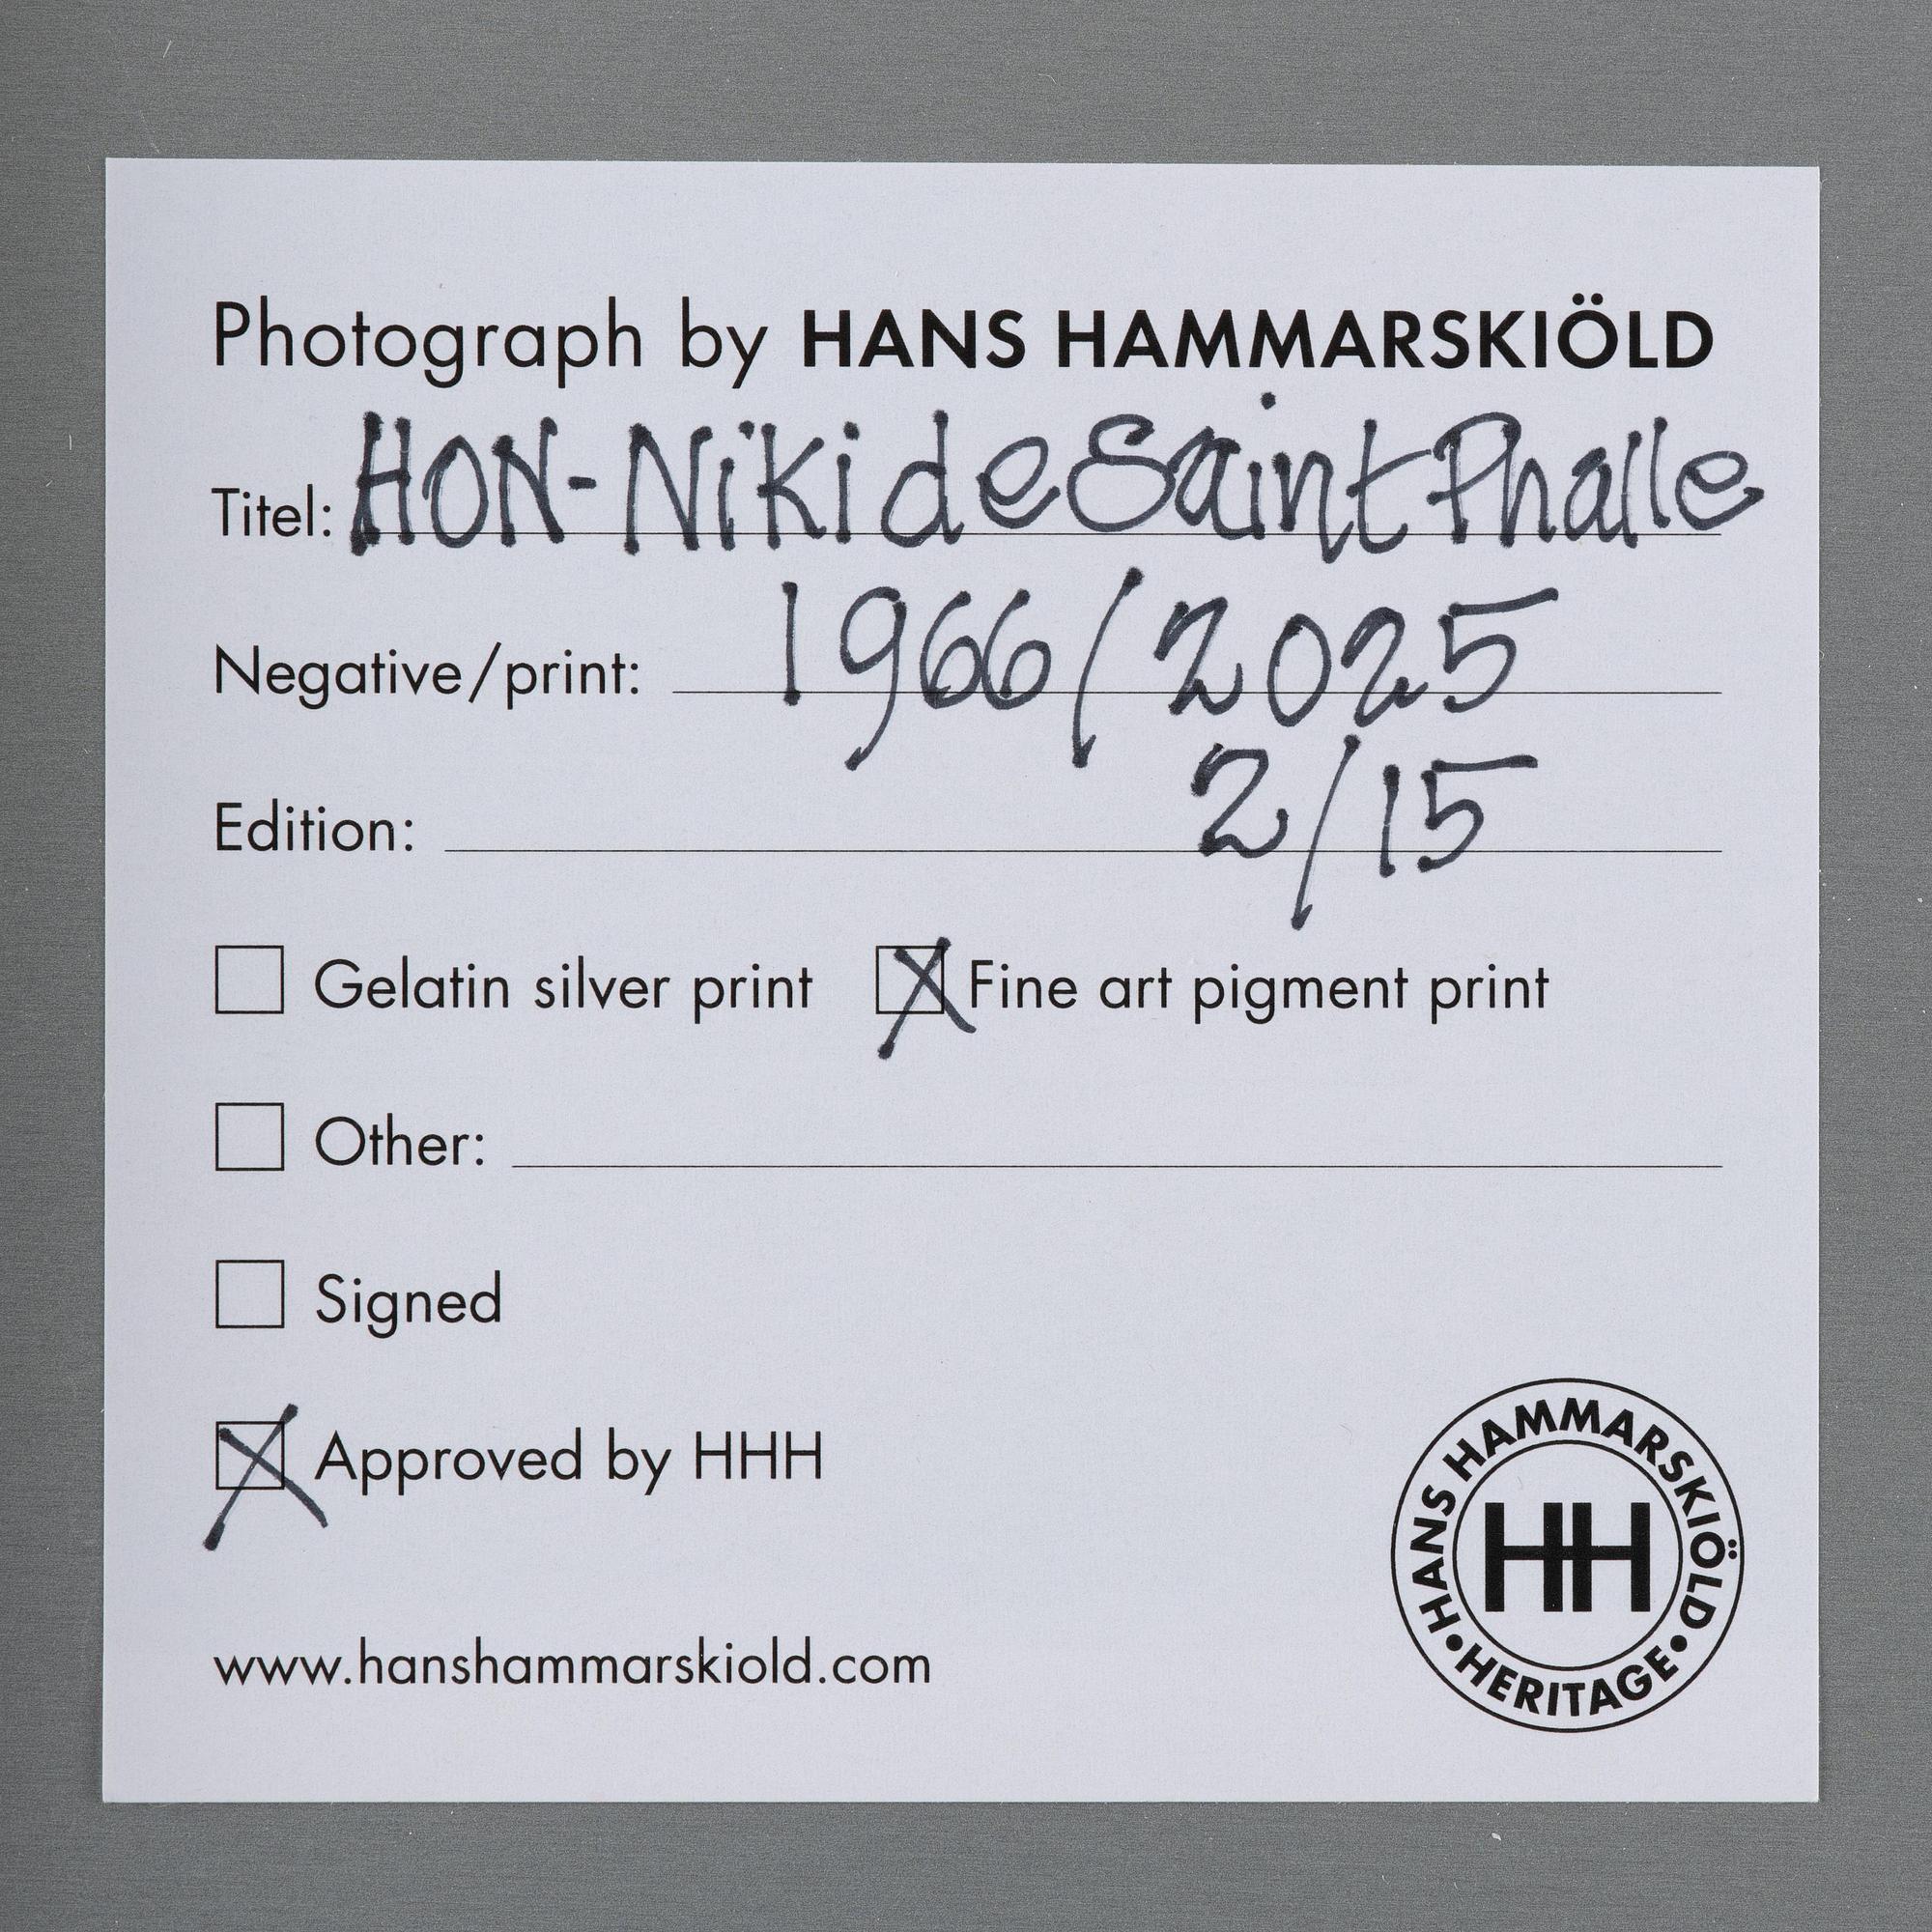 Photograph by HANS HAMMARSKIÖLD
Titel: HON - Niki de Saint Phalle
Negative/print: 1966/2025
Edition: 2/15
Gelatin silver print Fine art pigment print
Other:
Signed
Approved by HHH
www.hanshammarskiold.com
HANS HAMMARSKIÖLD • HERITAGE •
HH